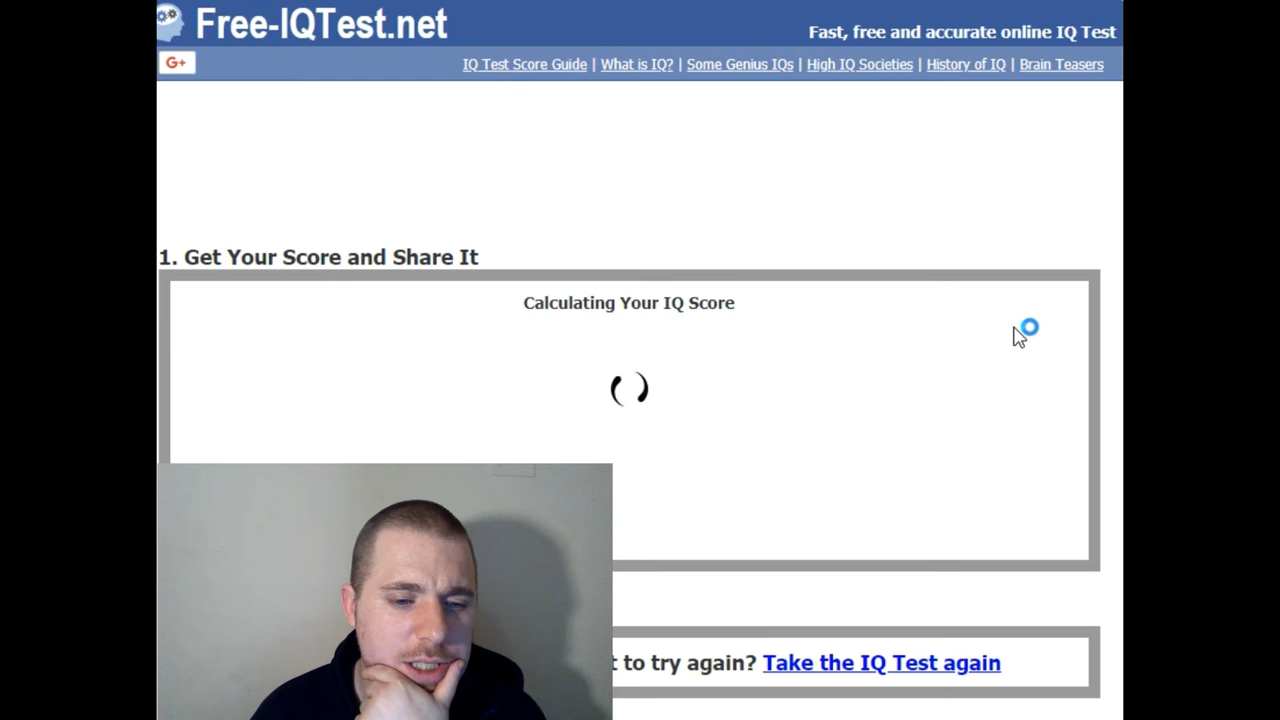 Free-IQTest.net
Fast, free and accurate online IQ Test
G+
IQ Test Score Guide | What is IQ? | Some Genius IQs | High IQ Societies | History of IQ | Brain Teasers
1. Get Your Score and Share It
Calculating Your IQ Score
to try again? Take the IQ Test again